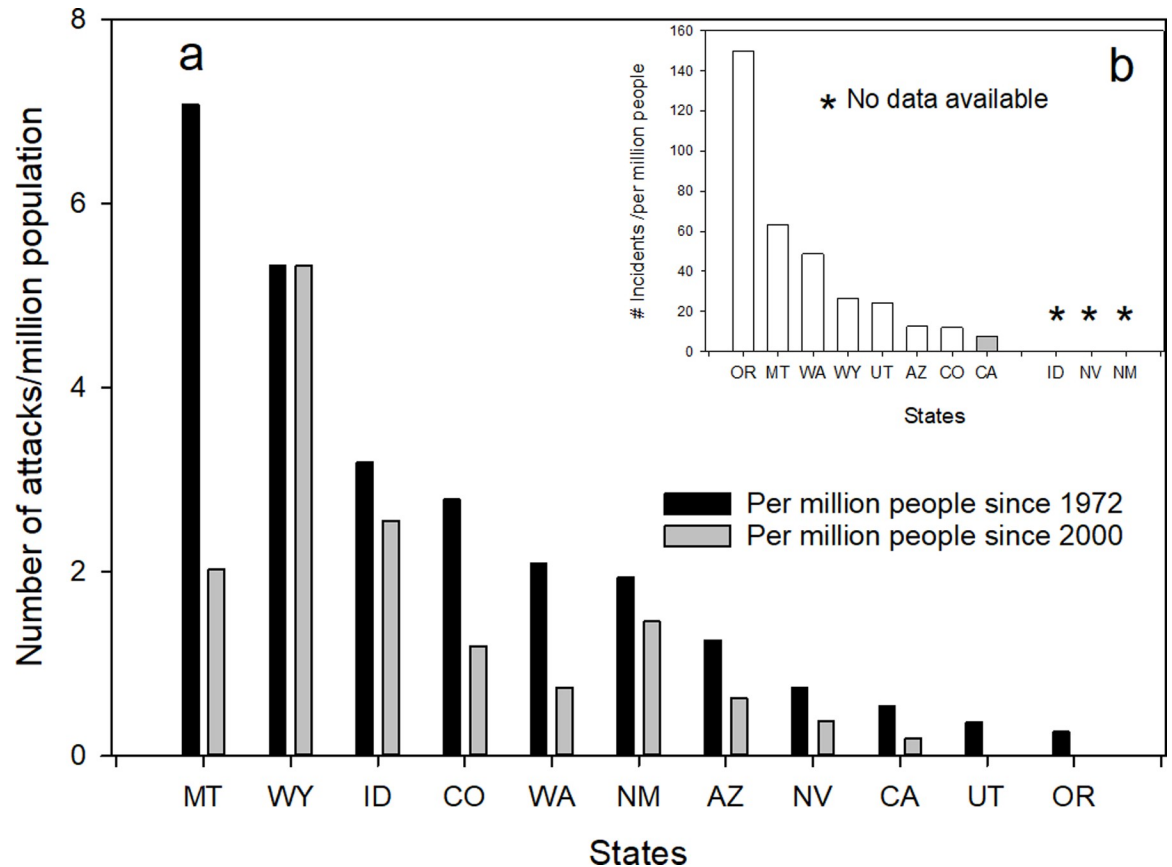 a
Number of attacks/million population
8
6
4
2
0
MT WY ID CO WA NM AZ NV CA UT OR
States
Per million people since 1972
Per million people since 2000
b
* No data available
# Incidents /per million people
160
140
120
100
80
60
40
20
0
* * *
OR MT WA WY UT AZ CO CA ID NV NM
States